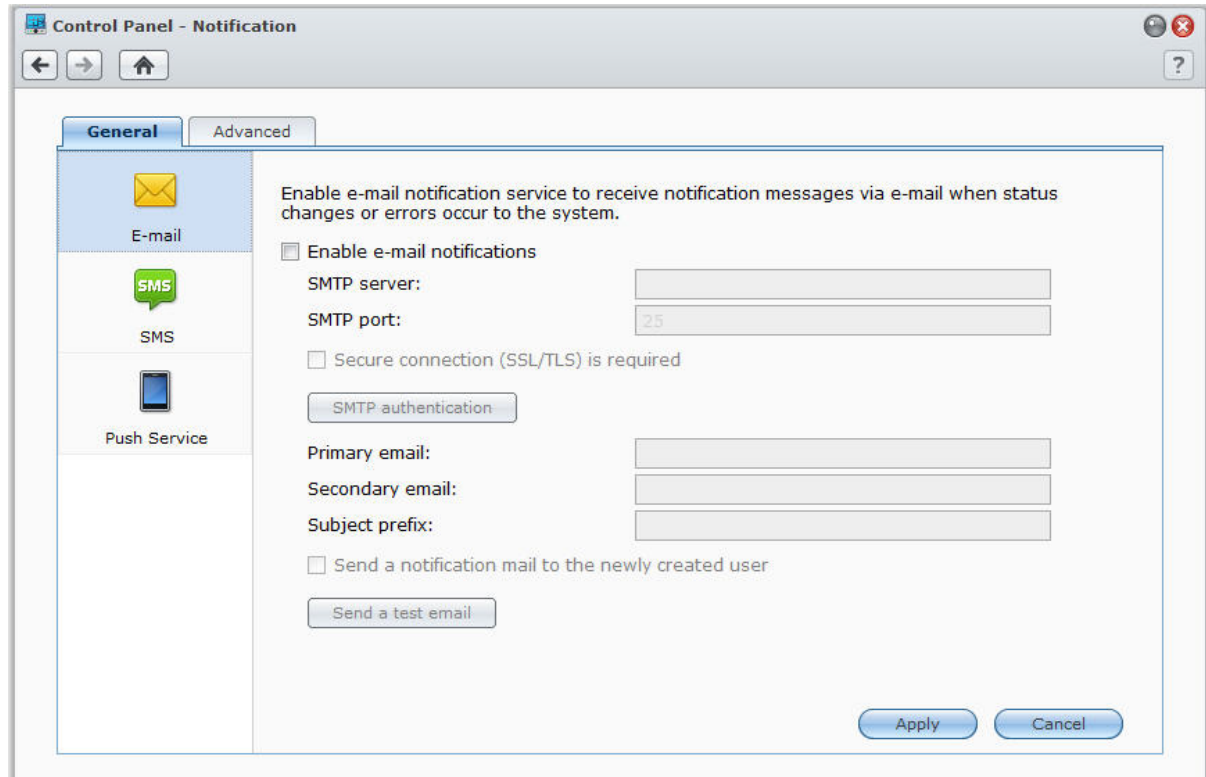 Control Panel - Notification
?
General
Advanced
E-mail
SMS
SMS
Push Service
Enable e-mail notification service to receive notification messages via e-mail when status
changes or errors occur to the system.
Enable e-mail notifications
SMTP server:
SMTP port:
25
Secure connection (SSL/TLS) is required
SMTP authentication
Primary email:
Secondary email:
Subject prefix:
Send a notification mail to the newly created user
Send a test email
Apply
Cancel